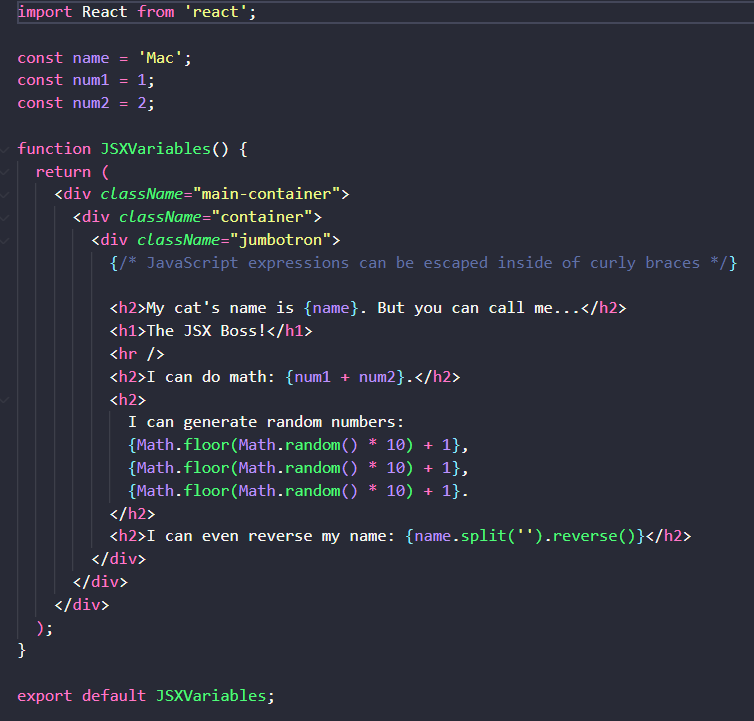 import React from 'react';

const name = 'Mac';
const num1 = 1;
const num2 = 2;

function JSXVariables() {
  return (
    <div className="main-container">
      <div className="container">
        <div className="jumbotron">
          {/* JavaScript expressions can be escaped inside of curly braces */}

          <h2>My cat's name is {name}. But you can call me...</h2>
          <h1>The JSX Boss!</h1>
          <hr />
          <h2>I can do math: {num1 + num2}.</h2>
          <h2>
            I can generate random numbers:
            {Math.floor(Math.random() * 10) + 1},
            {Math.floor(Math.random() * 10) + 1},
            {Math.floor(Math.random() * 10) + 1}.
          </h2>
          <h2>I can even reverse my name: {name.split('').reverse()}</h2>
        </div>
      </div>
    </div>
  );
}

export default JSXVariables;